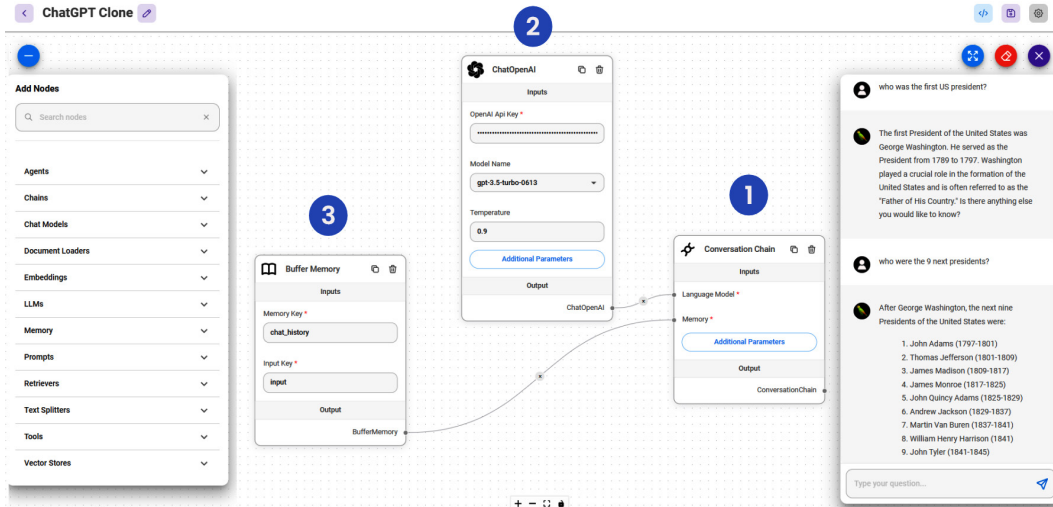 ChatGPT Clone
Add Nodes
Search nodes
Agents
Chains
Chat Models
Document Loaders
Embeddings
LLMs
Memory
Prompts
Retrievers
Text Splitters
Tools
Vector Stores
3
Buffer Memory
Inputs
Memory Key *
chat_history
Input Key *
input
Output
BufferMemory
2
ChatOpenAI
Inputs
OpenAI Api Key *
Model Name
gpt-3.5-turbo-0613
Temperature
0.9
Additional Parameters
Output
ChatOpenAI
1
Conversation Chain
Inputs
Language Model *
Memory *
Additional Parameters
Output
ConversationChain
who was the first US president?
The first President of the United States was
George Washington. He served as the
President from 1789 to 1797. Washington
played a crucial role in the formation of the
United States and is often referred to as the
"Father of His Country." Is there anything else
you would like to know?
who were the 9 next presidents?
After George Washington, the next nine
Presidents of the United States were:
1. John Adams (1797-1801)
2. Thomas Jefferson (1801-1809)
3. James Madison (1809-1817)
4. James Monroe (1817-1825)
5. John Quincy Adams (1825-1829)
6. Andrew Jackson (1829-1837)
7. Martin Van Buren (1837-1841)
8. William Henry Harrison (1841)
9. John Tyler (1841-1845)
Type your question...